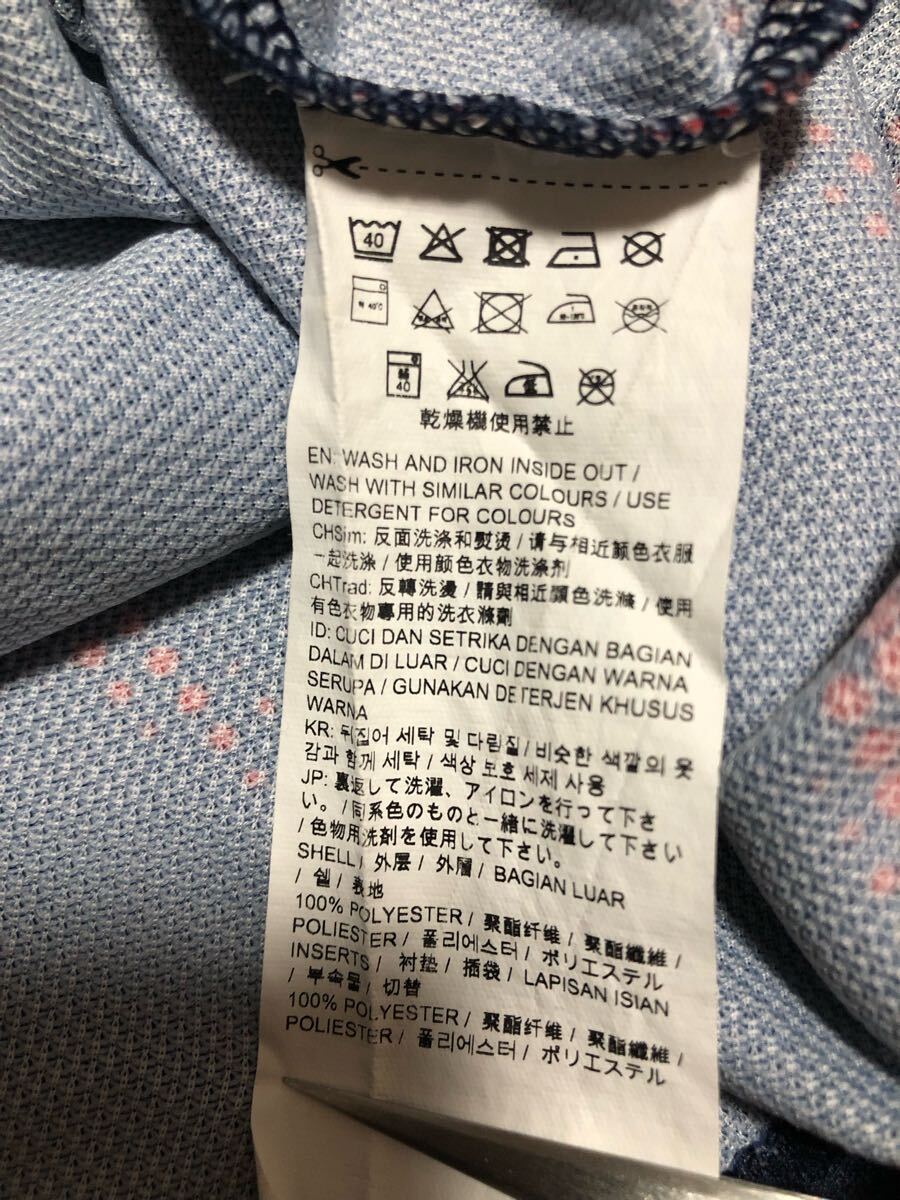 40
40
乾燥機使用禁止
EN: WASH AND IRON INSIDE OUT /
WASH WITH SIMILAR COLOURS / USE
DETERGENT FOR COLOURS
CHSim: 反面洗涤和熨烫 / 请与相近颜色衣服
一起洗涤 / 使用颜色衣物洗涤剂
CHTrad: 反轉洗燙 / 請與相近顏色洗滌 / 使用
有色衣物專用的洗衣滌劑
ID: CUCI DAN SETRIKA DENGAN BAGIAN
DALAM DI LUAR / CUCI DENGAN WARNA
SERUPA / GUNAKAN DETERJEN KHUSUS
WARNA
KR: 뒤집어 세탁 및 다림질 / 비슷한 색깔의 옷
감과 함께 세탁 / 색상 보호 세제 사용
JP: 裏返して洗濯、アイロンを行って下さ
い。/ 同系色のものと一緒に洗濯して下さい
/ 色物用洗剤を使用して下さい。
SHELL / 外层 / 外層 / BAGIAN LUAR
/ 쉘 / 表地
100% POLYESTER / 聚酯纤维 / 聚酯纖維 /
POLIESTER / 폴리에스터 / ポリエステル
INSERTS / 衬垫 / 插袋 / LAPISAN ISIAN
/ 부속물 / 切替
100% POLYESTER / 聚酯纤维 / 聚酯纖維 /
POLIESTER / 폴리에스터 / ポリエステル